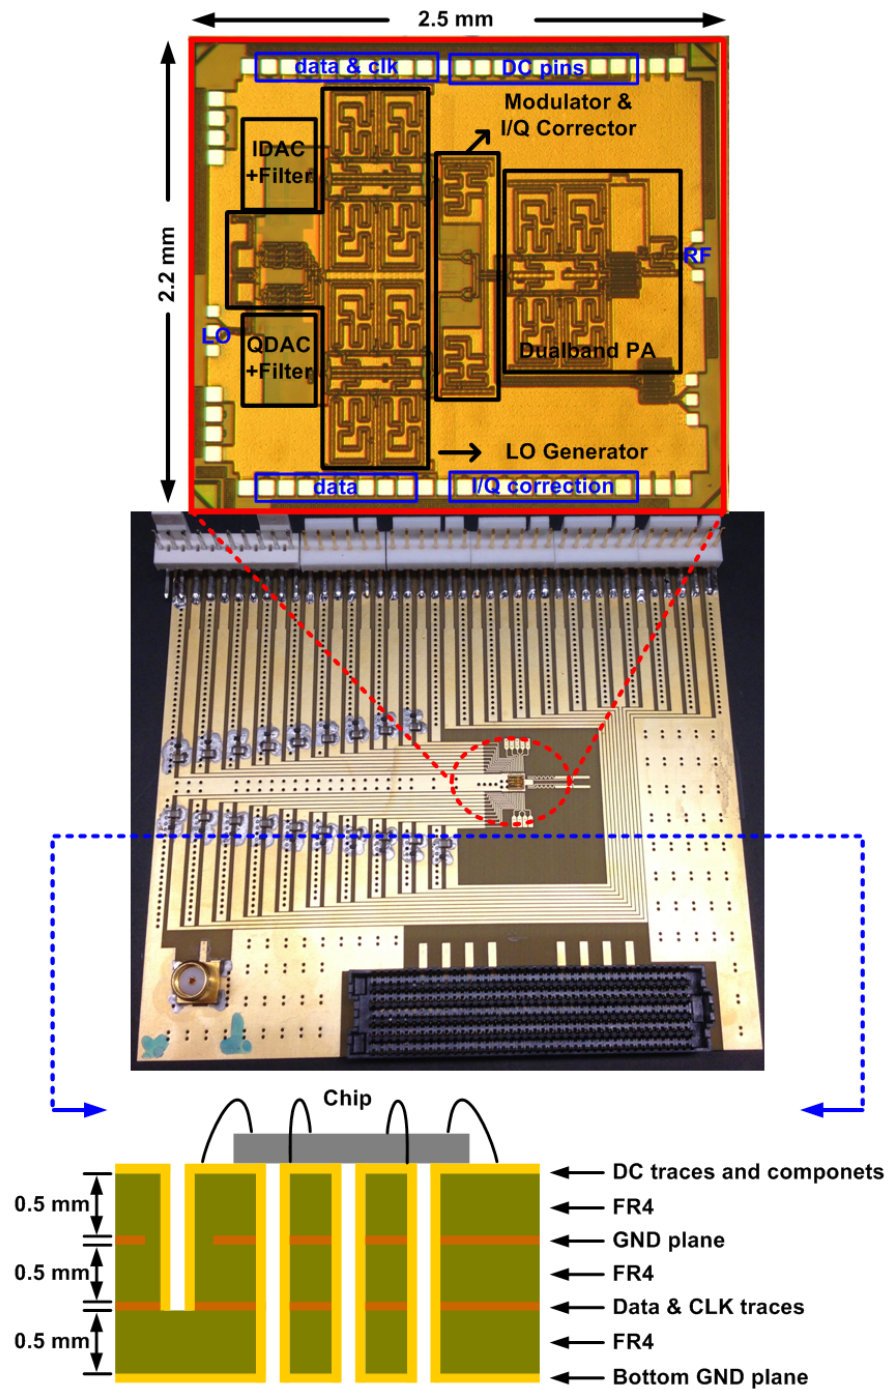 2.5 mm
2.2 mm
data & clk
DC pins
Modulator &
I/Q Corrector
IDAC
+Filter
RF
LO
QDAC
+Filter
Dualband PA
LO Generator
data
I/Q correction
Chip
0.5 mm
0.5 mm
0.5 mm
DC traces and componets
FR4
GND plane
FR4
Data & CLK traces
FR4
Bottom GND plane